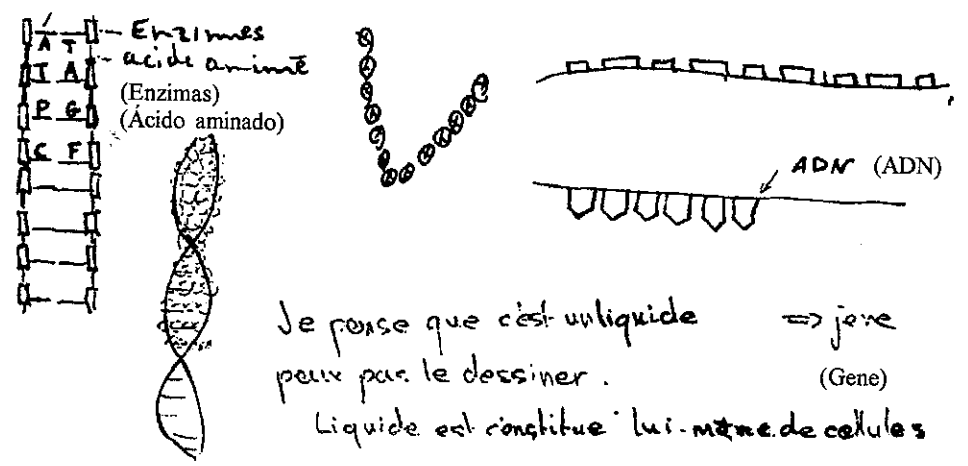 A T Enzimes
T A acide aminé
(Enzimas)
P G
(Ácido aminado)
C F
ADN (ADN)
Je pense que c'est un liquide
peux pas le dessiner.
=> jene
(Gene)
Liquide est constitue lui-même de cellules